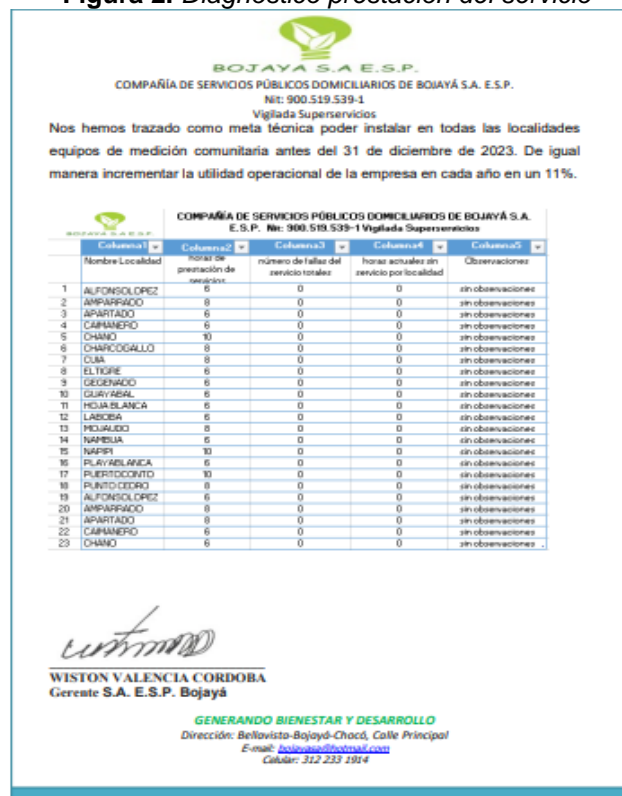 Figura 2. Diagnóstico prestación del servicio
BOJAYA S.A E.S.P.
COMPAÑÍA DE SERVICIOS PÚBLICOS DOMICILIARIOS DE BOJAYÁ S.A. E.S.P.
Nit: 900.519.539-1
Vigilada Superservicios
Nos hemos trazado como meta técnica poder instalar en todas las localidades
equipos de medición comunitaria antes del 31 de diciembre de 2023. De igual
manera incrementar la utilidad operacional de la empresa en cada año en un 11%.
BOJAYA S.A E.S.P.
COMPAÑÍA DE SERVICIOS PÚBLICOS DOMICILIARIOS DE BOJAYÁ S.A.
E.S.P. Nit: 900.519.539-1 Vigilada Superservicios
Columna1 Columna2 Columna3 Columna4 Columna5
Nombre Localidad horas de prestación de servicios número de fallas del servicio totales horas actuales sin servicio por localidad Observaciones
1 ALFONSOLOPEZ 6 0 0 sin observaciones
2 AMPARRADO 8 0 0 sin observaciones
3 APARTADO 6 0 0 sin observaciones
4 CAIMANERO 6 0 0 sin observaciones
5 CHANO 10 0 0 sin observaciones
6 CHARCOGALLO 8 0 0 sin observaciones
7 CUIA 8 0 0 sin observaciones
8 ELTIGRE 6 0 0 sin observaciones
9 GEGENADO 6 0 0 sin observaciones
10 GUAYABAL 6 0 0 sin observaciones
11 HOJA BLANCA 6 0 0 sin observaciones
12 LABOBA 6 0 0 sin observaciones
13 MOJAUDO 8 0 0 sin observaciones
14 NAMBUA 6 0 0 sin observaciones
15 NAPIPI 10 0 0 sin observaciones
16 PLAYABLANCA 6 0 0 sin observaciones
17 PUERTOCONTO 10 0 0 sin observaciones
18 PUNTO CEDRO 8 0 0 sin observaciones
19 ALFONSOLOPEZ 6 0 0 sin observaciones
20 AMPARRADO 8 0 0 sin observaciones
21 APARTADO 8 0 0 sin observaciones
22 CAIMANERO 6 0 0 sin observaciones
23 CHANO 6 0 0 sin observaciones
WISTON VALENCIA CORDOBA
Gerente S.A. E.S.P. Bojayá
GENERANDO BIENESTAR Y DESARROLLO
Dirección: Bellavista-Bojayá-Chocó, Calle Principal
E-mail: bojayasa@hotmail.com
Celular: 312 233 1914